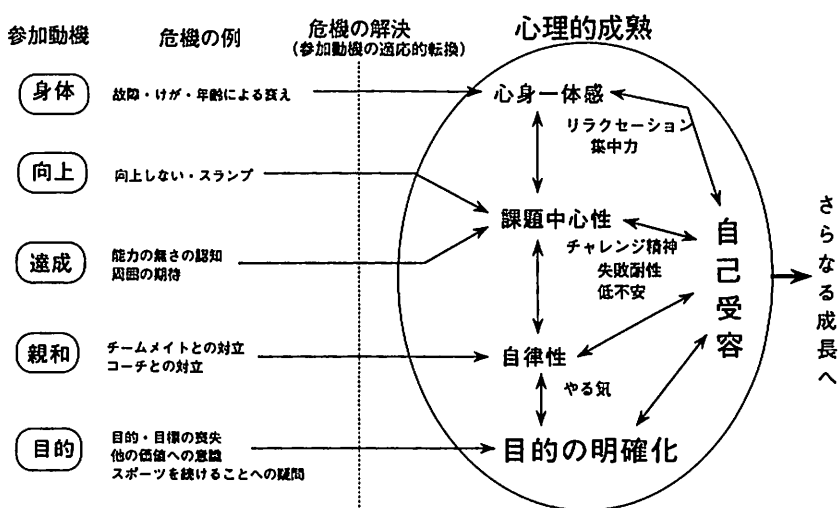 参加動機
危機の例
危機の解決
(参加動機の適応的転換)
心理的成熟
身体
故障・けが・年齢による衰え
心身一体感
リラクセーション
集中力
向上
向上しない・スランプ
課題中心性
チャレンジ精神
失敗耐性
低不安
達成
能力の無さの認知
周囲の期待
自己受容
さらなる成長へ
親和
チームメイトとの対立
コーチとの対立
自律性
やる気
目的
目的・目標の喪失
他の価値への意識
スポーツを続けることへの疑問
目的の明確化